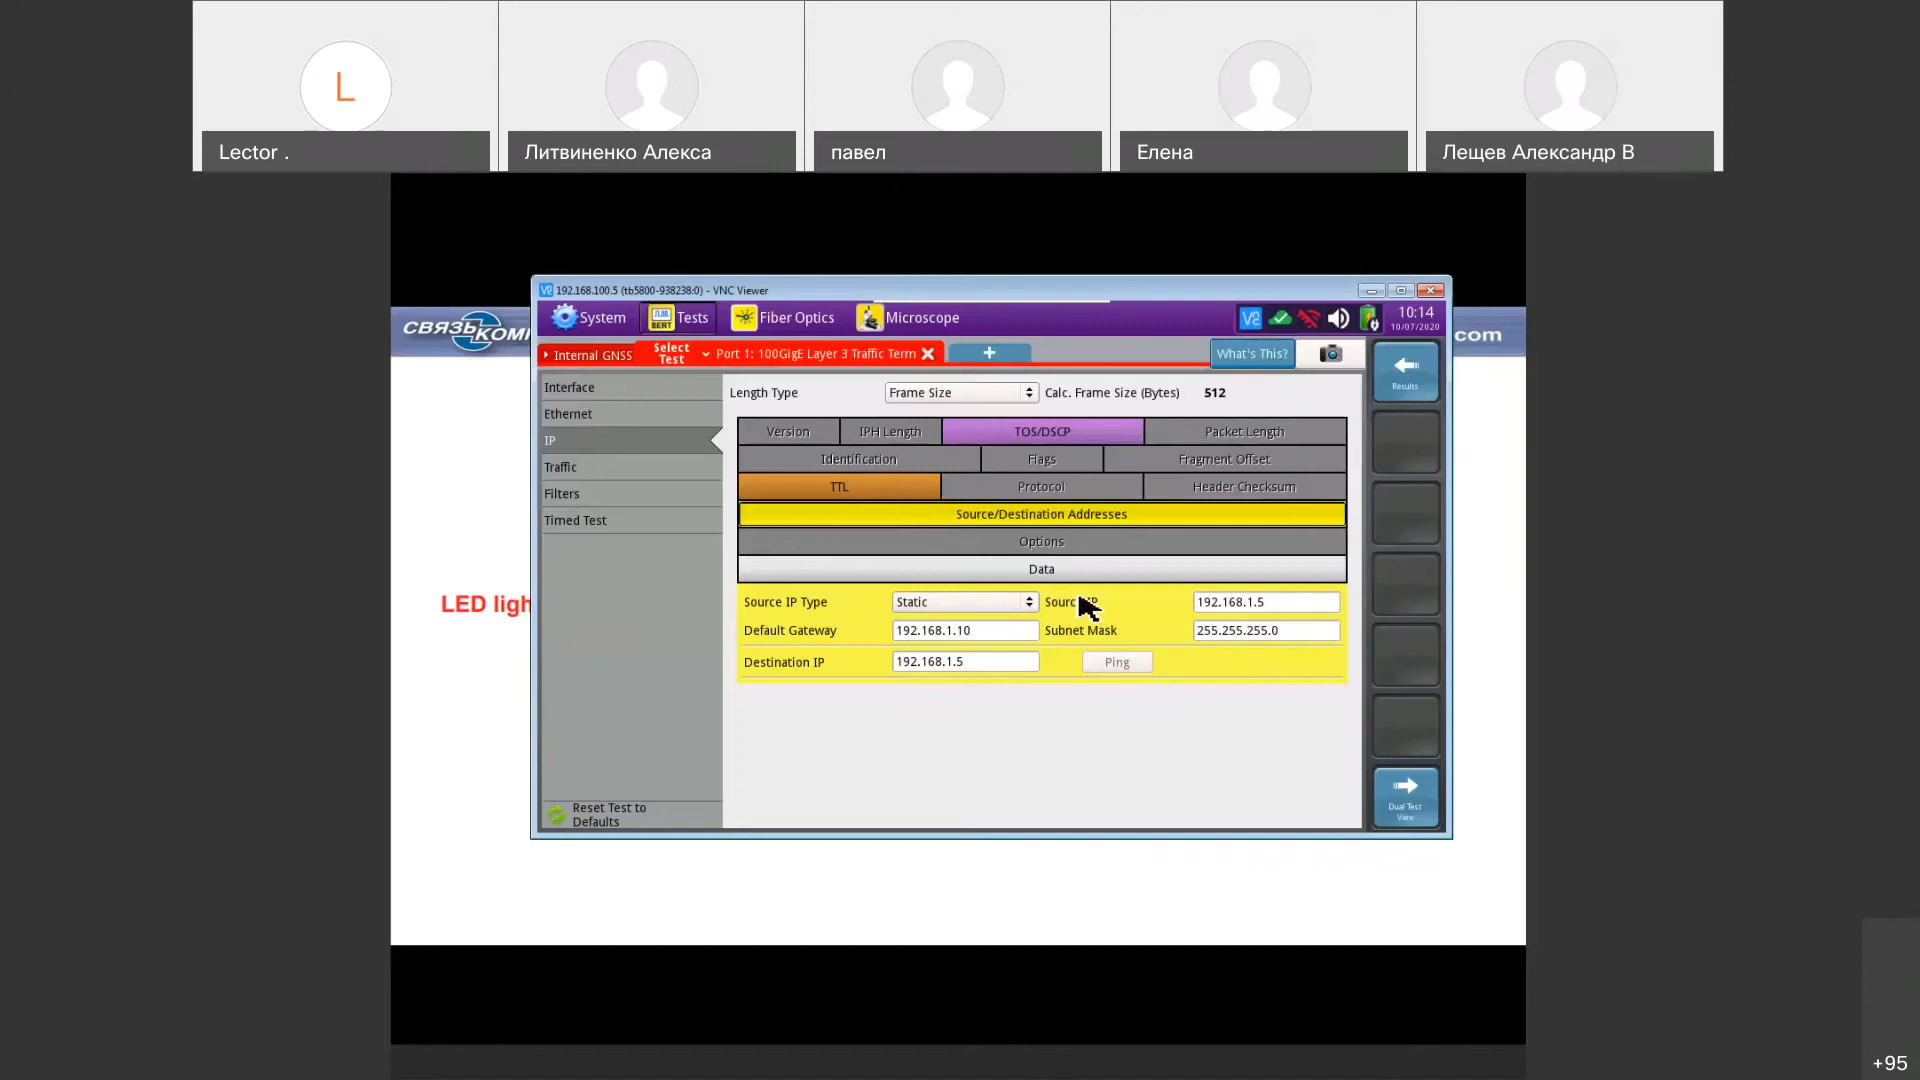 L
Lector .
Литвиненко Алекса
павел
Елена
Лещев Александр В
192.168.100.5 (tb5800-938238:0) - VNC Viewer
System
Tests
Fiber Optics
Microscope
10:14
10/07/2020
СВЯЗЬ
КОМ
com
Internal GNSS
Select Test
Port 1: 100GigE Layer 3 Traffic Term
What's This?
Results
Interface
Ethernet
IP
Traffic
Filters
Timed Test
Reset Test to Defaults
Length Type
Frame Size
Calc. Frame Size (Bytes)
512
Version
IPH Length
TOS/DSCP
Packet Length
Identification
Flags
Fragment Offset
TTL
Protocol
Header Checksum
Source/Destination Addresses
Options
Data
Source IP Type
Static
192.168.1.5
Default Gateway
192.168.1.10
Subnet Mask
255.255.255.0
Destination IP
192.168.1.5
Ping
LED ligh
Dual Test View
+95